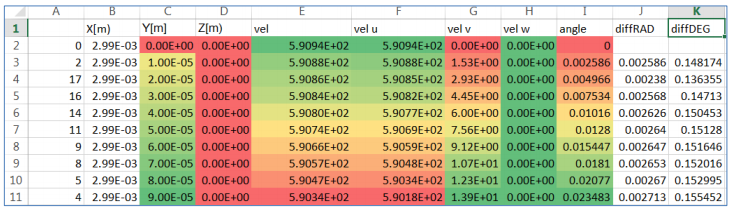 A B C D E F G H I J K
1 X[m) Y[m] Z(m) vel vel u vel v vel w angle diffRAD diffDEG
2 0 2.99E-03 0.00E+00 0.00E+00 5.9094E+02 5.9094E+02 0.00E+00 0.00E+00 0
3 2 2.99E-03 1.00E-05 0.00E+00 5.9088E+02 5.9088E+02 1.53E+00 0.00E+00 0.002586 0.002586 0.148174
4 17 2.99E-03 2.00E-05 0.00E+00 5.9086E+02 5.9085E+02 2.93E+00 0.00E+00 0.004966 0.00238 0.136355
5 16 2.99E-03 3.00E-05 0.00E+00 5.9084E+02 5.9082E+02 4.45E+00 0.00E+00 0.007534 0.002568 0.14713
6 14 2.99E-03 4.00E-05 0.00E+00 5.9080E+02 5.9077E+02 6.00E+00 0.00E+00 0.01016 0.002626 0.150453
7 11 2.99E-03 5.00E-05 0.00E+00 5.9074E+02 5.9069E+02 7.56E+00 0.00E+00 0.0128 0.00264 0.15128
8 9 2.99E-03 6.00E-05 0.00E+00 5.9066E+02 5.9059E+02 9.12E+00 0.00E+00 0.015447 0.002647 0.151646
9 8 2.99E-03 7.00E-05 0.00E+00 5.9057E+02 5.9048E+02 1.07E+01 0.00E+00 0.0181 0.002653 0.152016
10 5 2.99E-03 8.00E-05 0.00E+00 5.9047E+02 5.9034E+02 1.23E+01 0.00E+00 0.02077 0.00267 0.152995
11 4 2.99E-03 9.00E-05 0.00E+00 5.9034E+02 5.9018E+02 1.39E+01 0.00E+00 0.023483 0.002713 0.155452